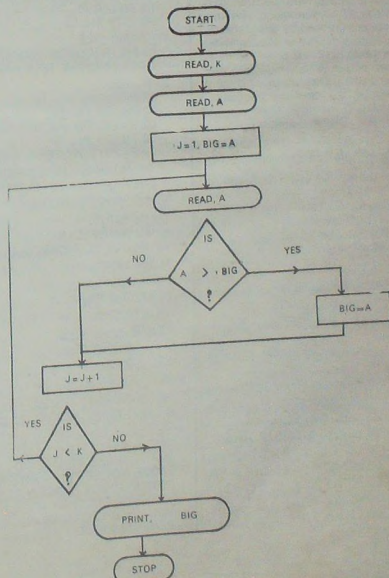 START
READ, K
READ, A
J=1, BIG=A
READ, A
IS
A > BIG
?
NO
YES
BIG=A
J=J+1
IS
J < K
?
YES
NO
PRINT, BIG
STOP